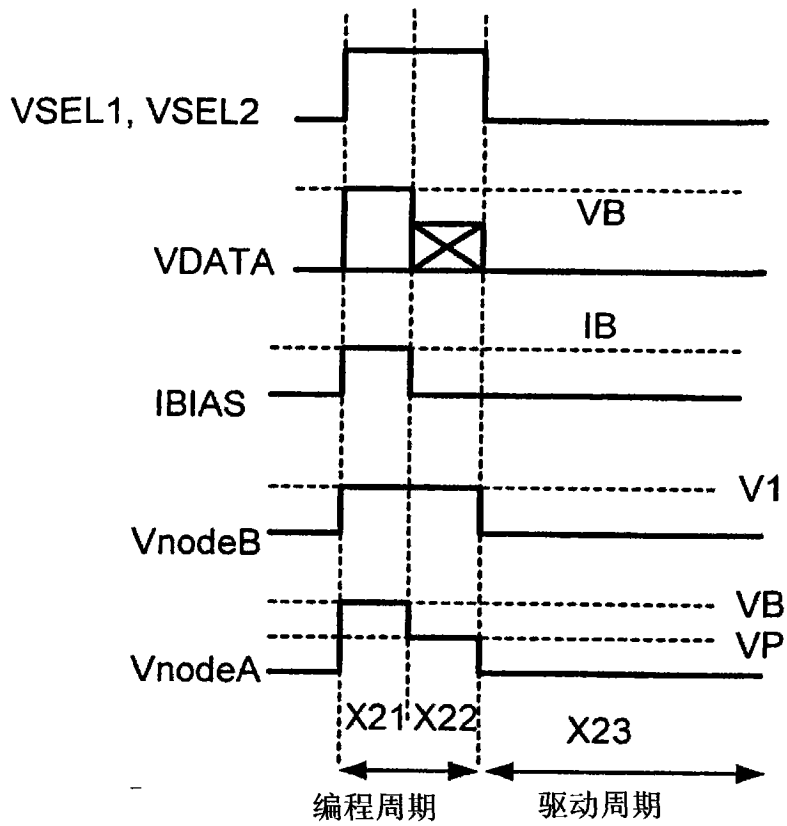 VSEL1, VSEL2
VB
VDATA
IB
IBIAS
V1
VnodeB
VB
VP
VnodeA
X21 X22 X23
编程周期 驱动周期